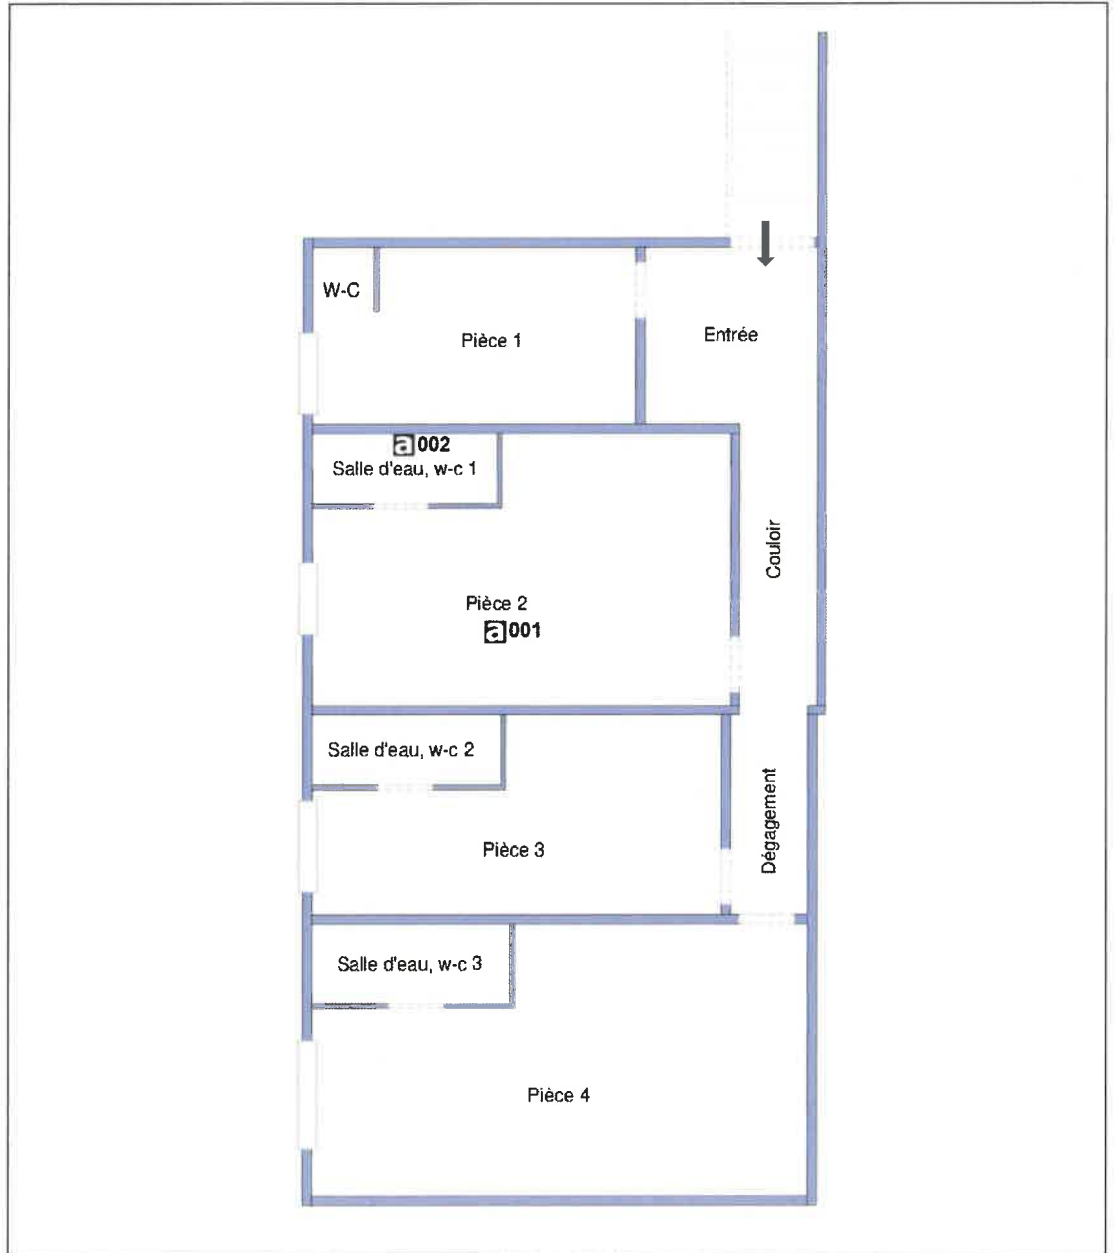 W-C
Pièce 1
Entrée
a 002
Salle d'eau, w-c 1
Couloir
Pièce 2
a 001
Salle d'eau, w-c 2
Dégagement
Pièce 3
Salle d'eau, w-c 3
Pièce 4